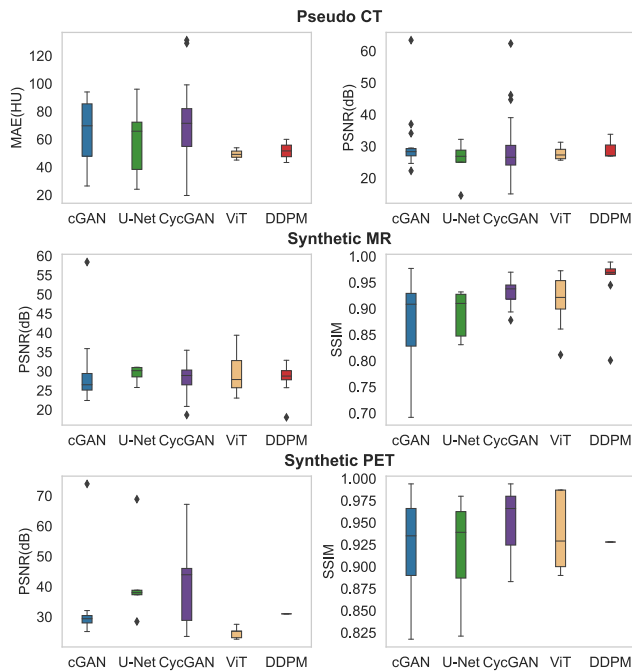 Pseudo CT
MAE(HU)
120
100
80
60
40
20
cGAN U-Net CycGAN ViT DDPM
PSNR(dB)
60
50
40
30
20
cGAN U-Net CycGAN ViT DDPM
Synthetic MR
PSNR(dB)
60
55
50
45
40
35
30
25
20
cGAN U-Net CycGAN ViT DDPM
SSIM
1.00
0.95
0.90
0.85
0.80
0.75
0.70
cGAN U-Net CycGAN ViT DDPM
Synthetic PET
PSNR(dB)
70
60
50
40
30
cGAN U-Net CycGAN ViT DDPM
SSIM
1.000
0.975
0.950
0.925
0.900
0.875
0.850
0.825
cGAN U-Net CycGAN ViT DDPM